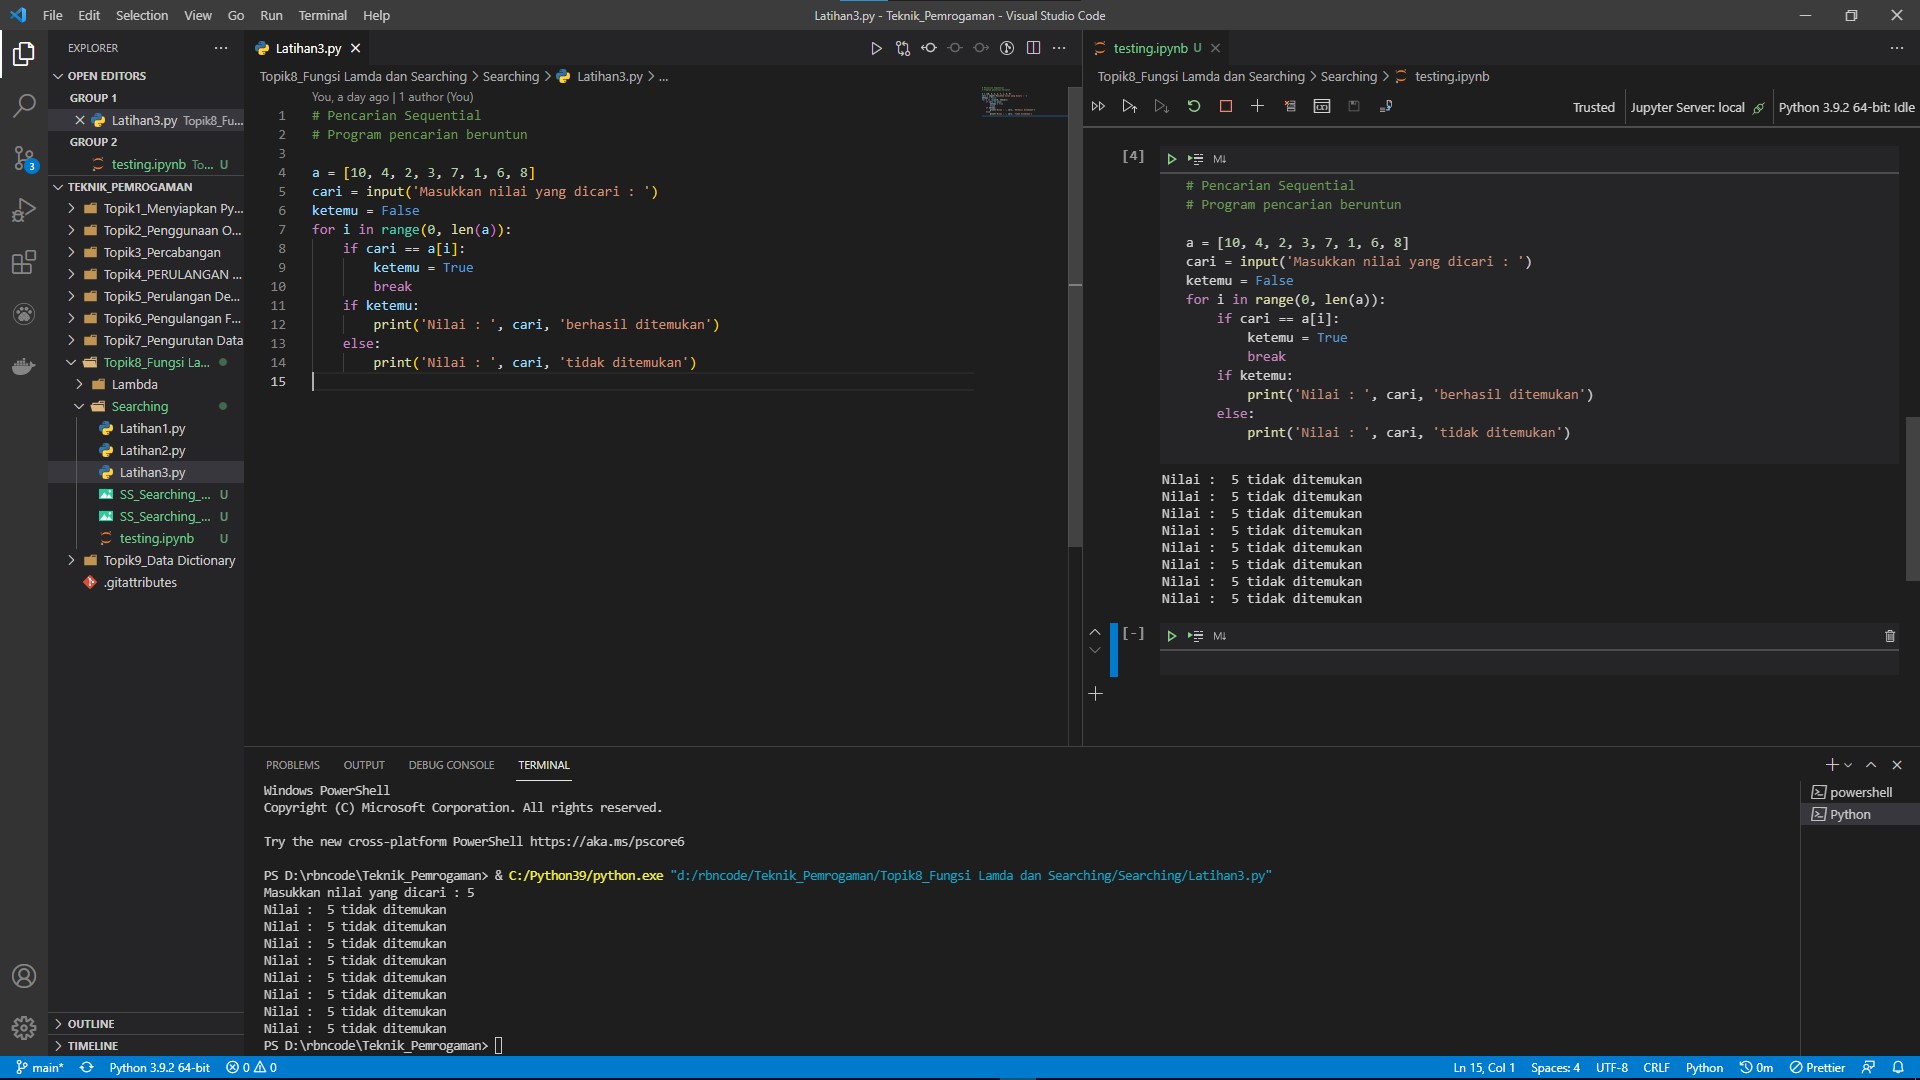 File Edit Selection View Go Run Terminal Help
Latihan3.py - Teknik_Pemrogaman - Visual Studio Code
EXPLORER
OPEN EDITORS
GROUP 1
Latihan3.py Topik8_Fu...
GROUP 2
testing.ipynb To... U
TEKNIK_PEMROGAMAN
Topik1_Menyiapkan Py...
Topik2_Penggunaan O...
Topik3_Percabangan
Topik4_PERULANGAN ...
Topik5_Perulangan De...
Topik6_Pengulangan F...
Topik7_Pengurutan Data
Topik8_Fungsi La...
Lambda
Searching
Latihan1.py
Latihan2.py
Latihan3.py
SS_Searching_... U
SS_Searching_... U
testing.ipynb U
Topik9_Data Dictionary
.gitattributes
OUTLINE
TIMELINE
3
Latihan3.py
Topik8_Fungsi Lamda dan Searching > Searching > Latihan3.py > ...
You, a day ago | 1 author (You)
1 # Pencarian Sequential
2 # Program pencarian beruntun
3
4 a = [10, 4, 2, 3, 7, 1, 6, 8]
5 cari = input('Masukkan nilai yang dicari : ')
6 ketemu = False
7 for i in range(0, len(a)):
8 if cari == a[i]:
9 ketemu = True
10 break
11 if ketemu:
12 print('Nilai : ', cari, 'berhasil ditemukan')
13 else:
14 print('Nilai : ', cari, 'tidak ditemukan')
15
testing.ipynb U
Topik8_Fungsi Lamda dan Searching > Searching > testing.ipynb
Trusted Jupyter Server: local Python 3.9.2 64-bit: Idle
[4] M↓
# Pencarian Sequential
# Program pencarian beruntun
a = [10, 4, 2, 3, 7, 1, 6, 8]
cari = input('Masukkan nilai yang dicari : ')
ketemu = False
for i in range(0, len(a)):
if cari == a[i]:
ketemu = True
break
if ketemu:
print('Nilai : ', cari, 'berhasil ditemukan')
else:
print('Nilai : ', cari, 'tidak ditemukan')
Nilai :  5 tidak ditemukan
Nilai :  5 tidak ditemukan
Nilai :  5 tidak ditemukan
Nilai :  5 tidak ditemukan
Nilai :  5 tidak ditemukan
Nilai :  5 tidak ditemukan
Nilai :  5 tidak ditemukan
Nilai :  5 tidak ditemukan
[-] M↓
PROBLEMS OUTPUT DEBUG CONSOLE TERMINAL
Windows PowerShell
Copyright (C) Microsoft Corporation. All rights reserved.
Try the new cross-platform PowerShell https://aka.ms/pscore6
PS D:\rbncode\Teknik_Pemrogaman> & C:/Python39/python.exe "d:/rbncode/Teknik_Pemrogaman/Topik8_Fungsi Lamda dan Searching/Searching/Latihan3.py"
Masukkan nilai yang dicari : 5
Nilai :  5 tidak ditemukan
Nilai :  5 tidak ditemukan
Nilai :  5 tidak ditemukan
Nilai :  5 tidak ditemukan
Nilai :  5 tidak ditemukan
Nilai :  5 tidak ditemukan
Nilai :  5 tidak ditemukan
Nilai :  5 tidak ditemukan
PS D:\rbncode\Teknik_Pemrogaman>
powershell
Python
main* Python 3.9.2 64-bit 0 0 Ln 15, Col 1 Spaces: 4 UTF-8 CRLF Python 0m Prettier